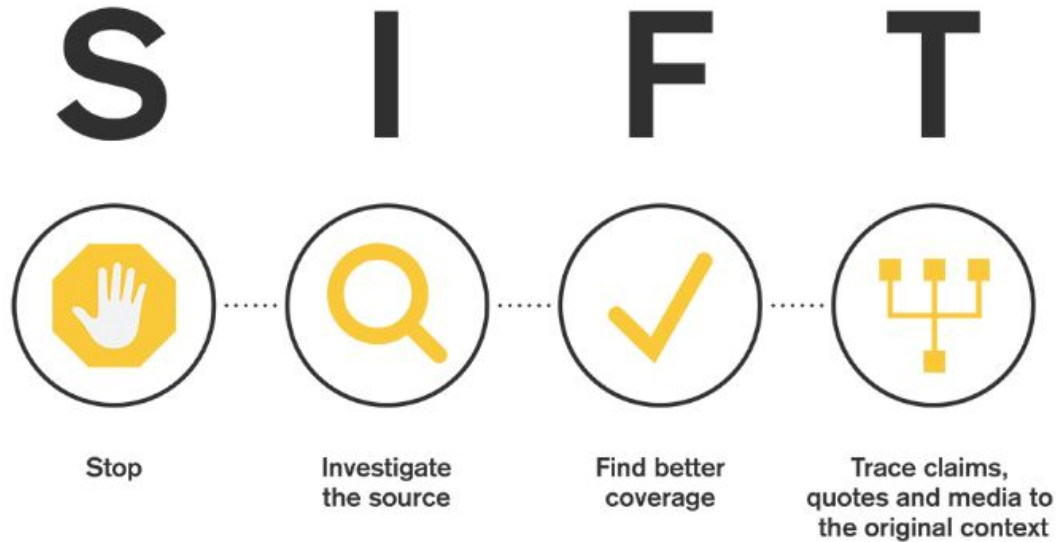 S I F T
Stop
Investigate
the source
Find better
coverage
Trace claims,
quotes and media to
the original context